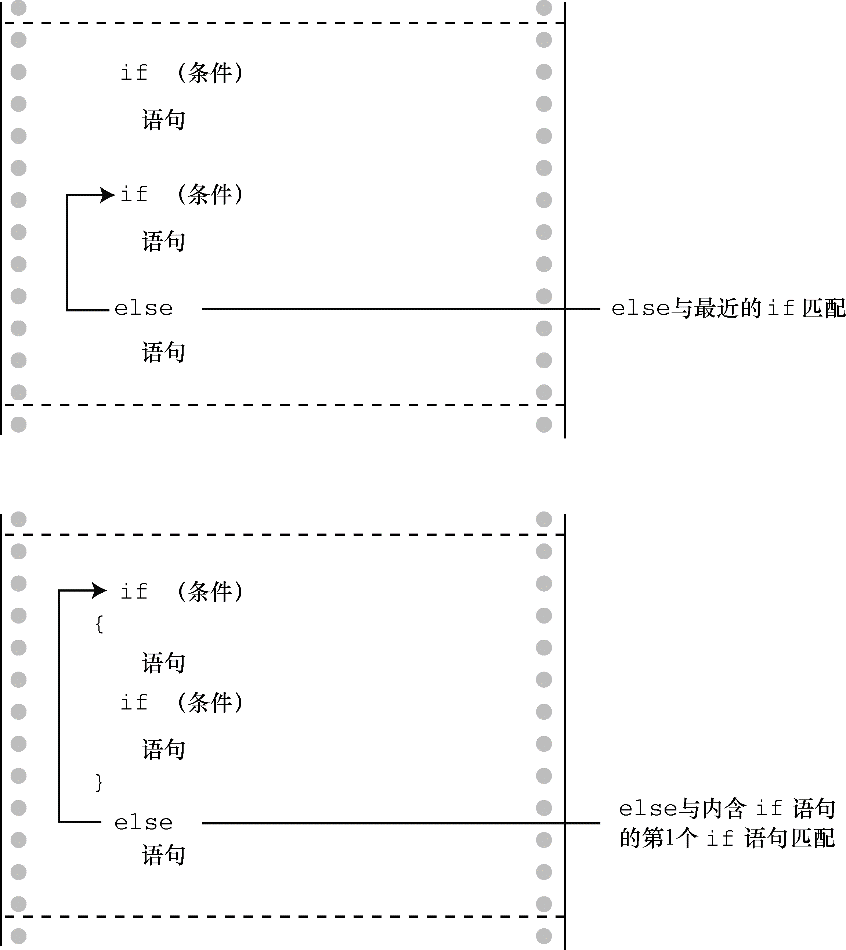 if （条件）
语句
if （条件）
语句
else
else与最近的if匹配
语句
if （条件）
{
语句
if （条件）
语句
}
else
else与内含 if 语句
的第1个 if 语句匹配
语句